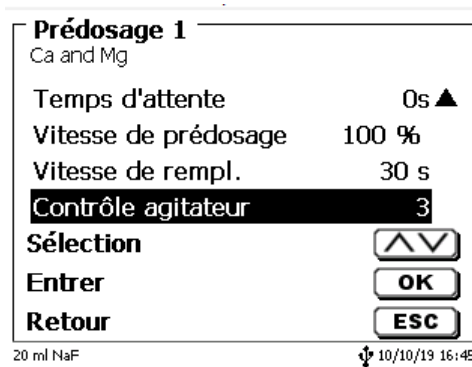 Prédosage 1
Ca and Mg
Temps d'attente 0s
Vitesse de prédosage 100 %
Vitesse de rempl. 30 s
Contrôle agitateur 3
Sélection
Entrer OK
Retour ESC
20 ml NaF 10/10/19 16:45